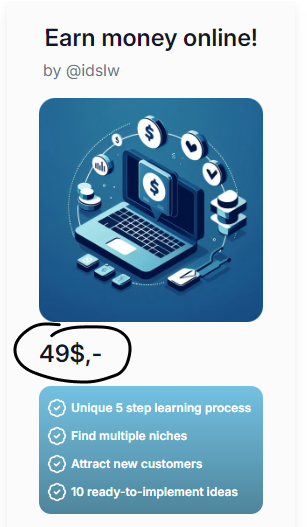 Earn money online!
by @idslw
49$,-
Unique 5 step learning process
Find multiple niches
Attract new customers
10 ready-to-implement ideas